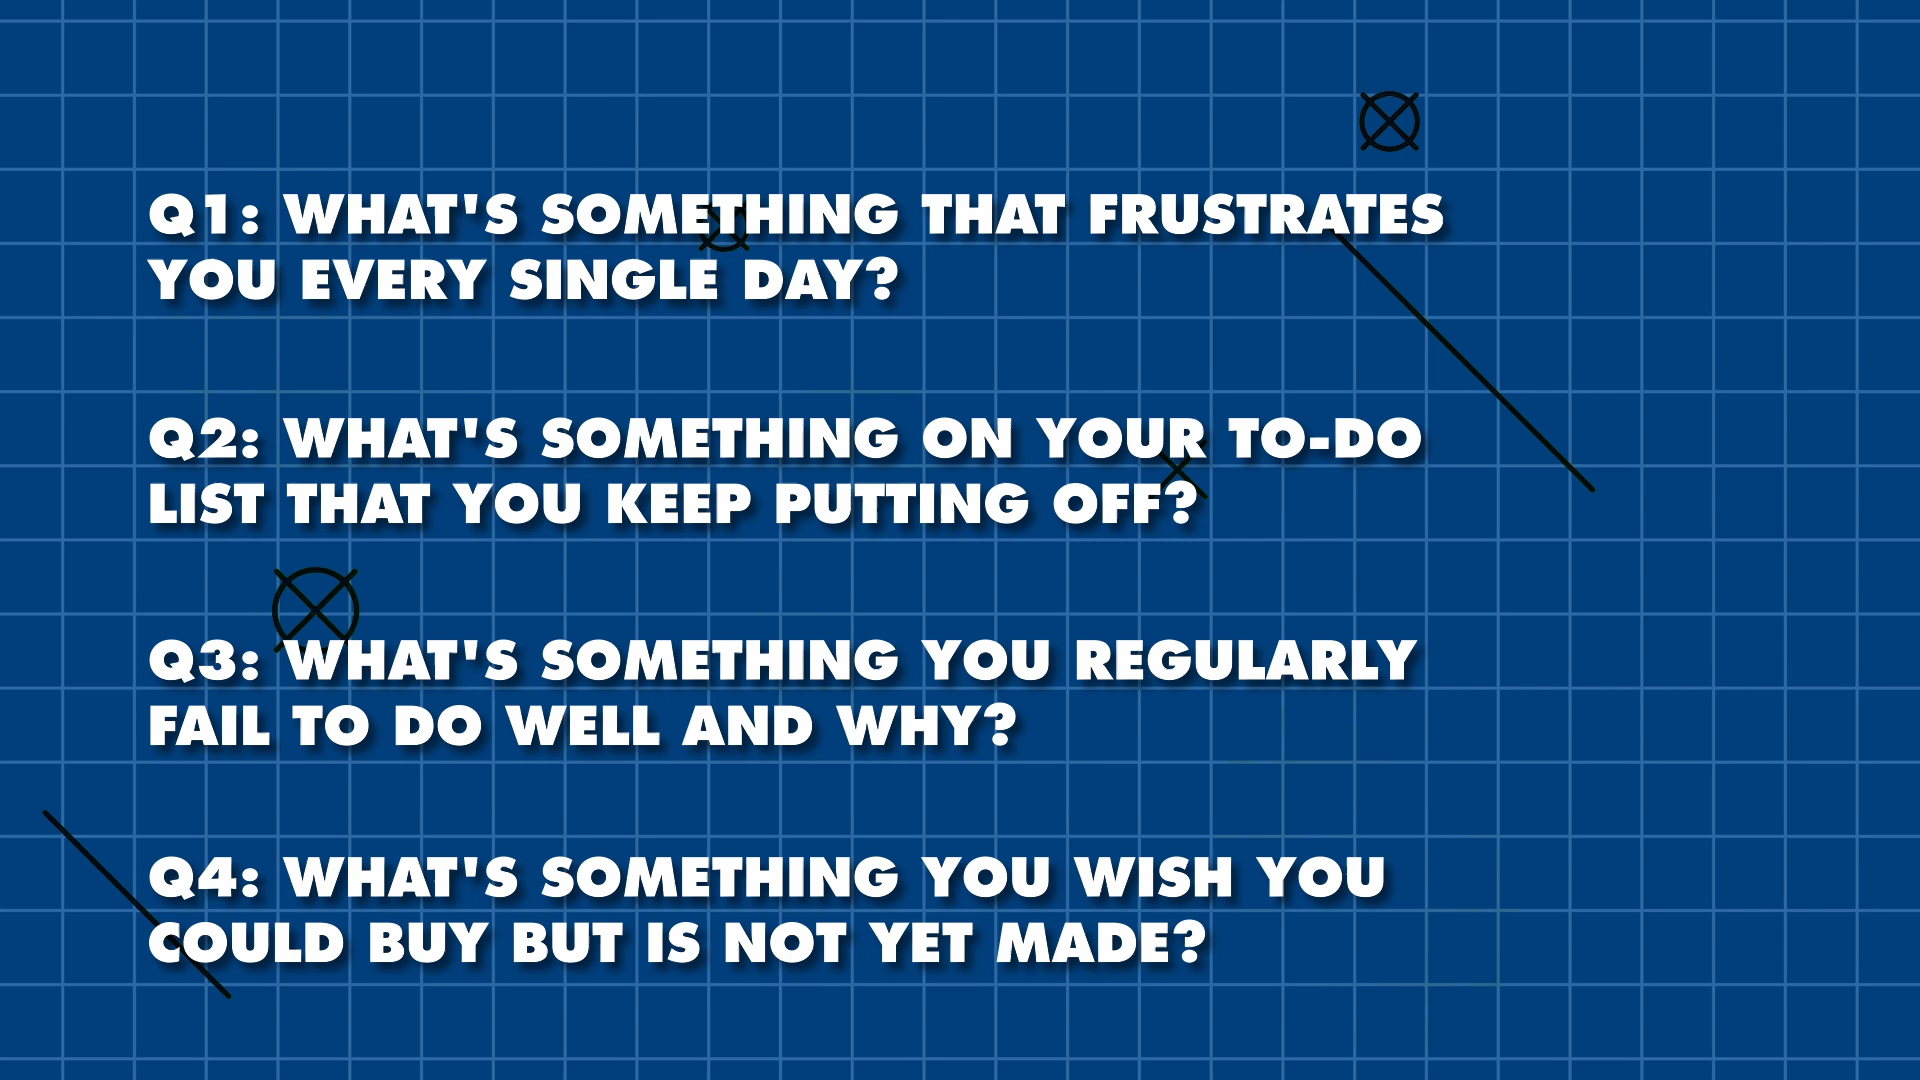 Q1: WHAT'S SOMETHING THAT FRUSTRATES
YOU EVERY SINGLE DAY?
Q2: WHAT'S SOMETHING ON YOUR TO-DO
LIST THAT YOU KEEP PUTTING OFF?
Q3: WHAT'S SOMETHING YOU REGULARLY
FAIL TO DO WELL AND WHY?
Q4: WHAT'S SOMETHING YOU WISH YOU
COULD BUY BUT IS NOT YET MADE?